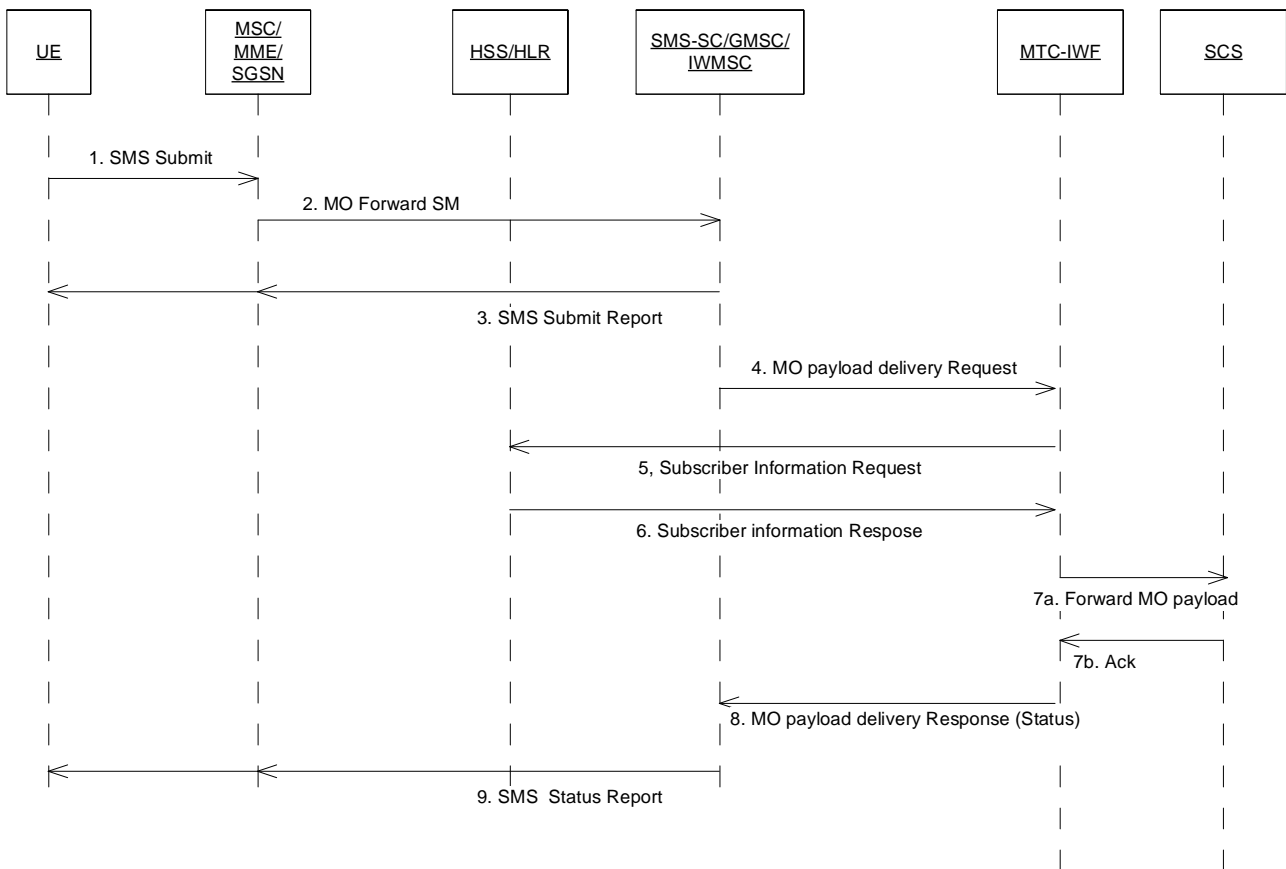 UE
MSC/
MME/
SGSN
HSS/HLR
SMS-SC/GMSC/
IWMSC
MTC-IWF
SCS
1. SMS Submit
2. MO Forward SM
3. SMS Submit Report
4. MO payload delivery Request
5, Subscriber Information Request
6. Subscriber information Respose
7a. Forward MO payload
7b. Ack
8. MO payload delivery Response (Status)
9. SMS Status Report